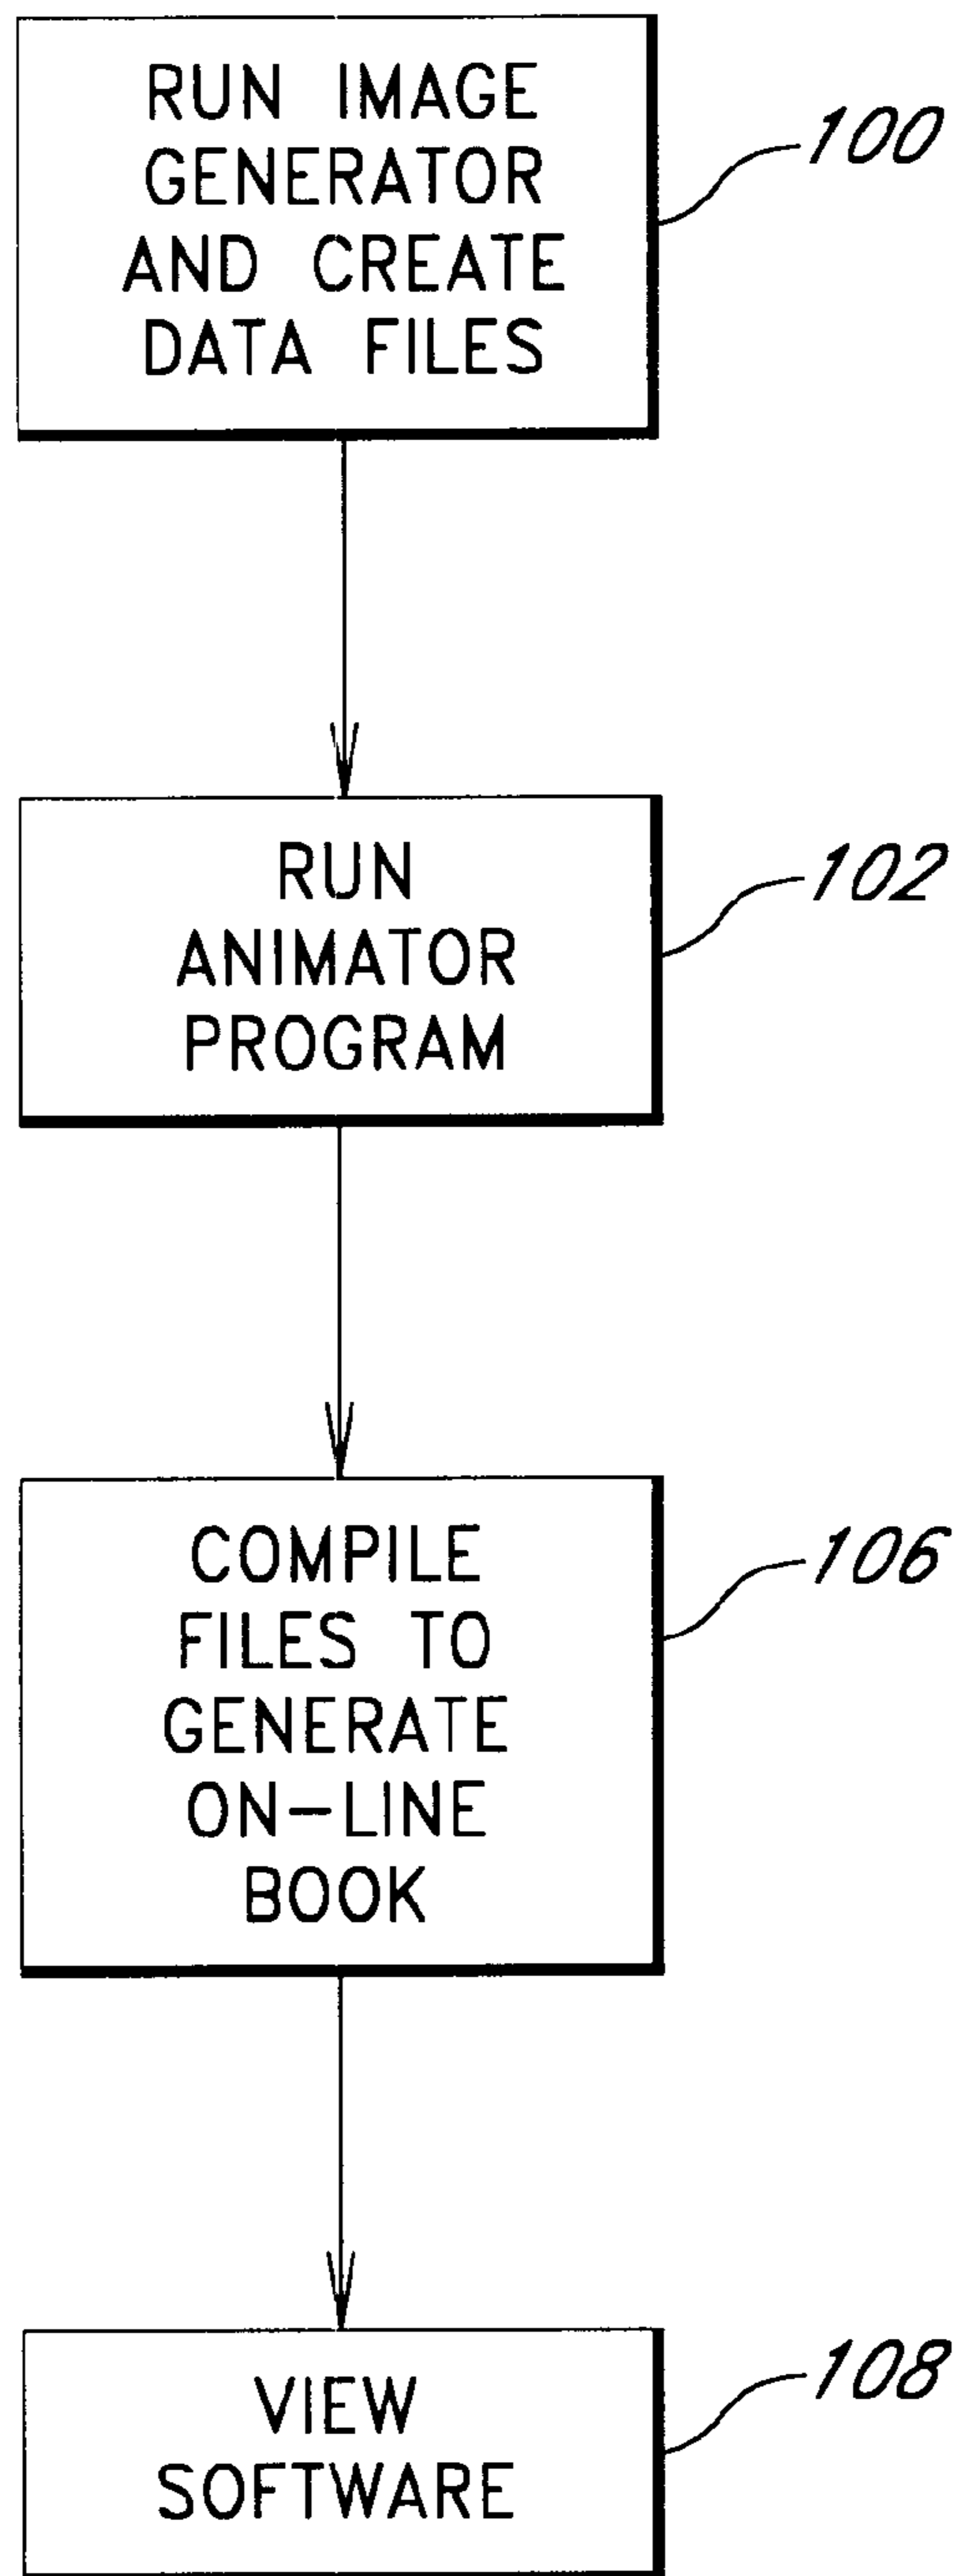 RUN IMAGE
GENERATOR
AND CREATE
DATA FILES
100
RUN
ANIMATOR
PROGRAM
102
COMPILE
FILES TO
GENERATE
ON-LINE
BOOK
106
VIEW
SOFTWARE
108